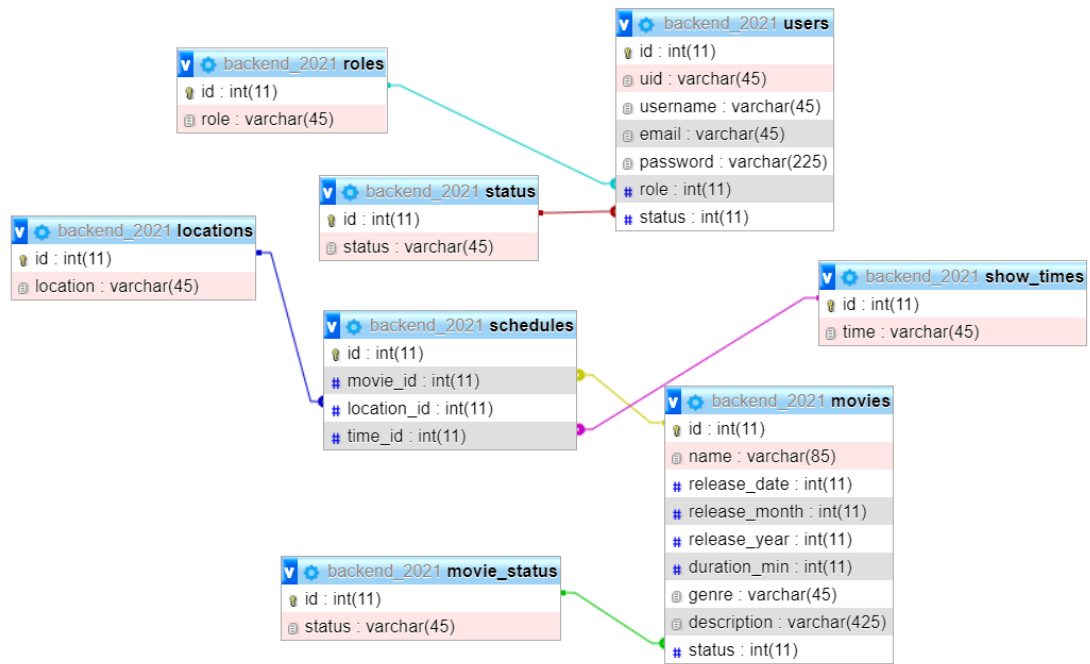 backend_2021 users
id : int(11)
uid : varchar(45)
username : varchar(45)
email : varchar(45)
password : varchar(225)
# role : int(11)
# status : int(11)
backend_2021 roles
id : int(11)
role : varchar(45)
backend_2021 status
id : int(11)
status : varchar(45)
backend_2021 locations
id : int(11)
location : varchar(45)
backend_2021 show_times
id : int(11)
time : varchar(45)
backend_2021 schedules
id : int(11)
# movie_id : int(11)
# location_id : int(11)
# time_id : int(11)
backend_2021 movies
id : int(11)
name : varchar(85)
# release_date : int(11)
# release_month : int(11)
# release_year : int(11)
# duration_min : int(11)
genre : varchar(45)
description : varchar(425)
# status : int(11)
backend_2021 movie_status
id : int(11)
status : varchar(45)